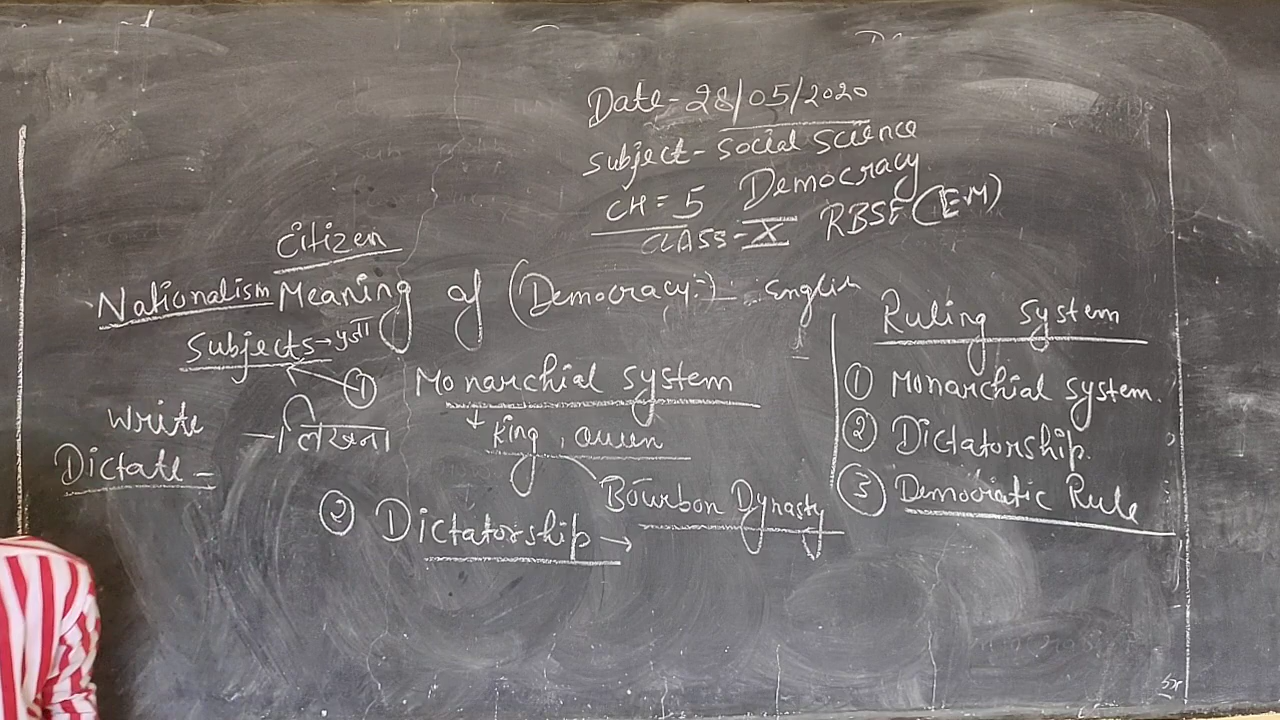 Date - 28/05/2020
Subject - Social Science
CH = 5 Democracy
CLASS - X RBSE (EM)
Citizen
Nationalism Meaning of (Democracy:-) English
Subjects → प्रजा
① Monarchial system
King, Queen
Write - लिखना
Dictate -
Bourbon Dynasty
② Dictatorship →
Ruling System
① Monarchial system.
② Dictatorship.
③ Democratic Rule